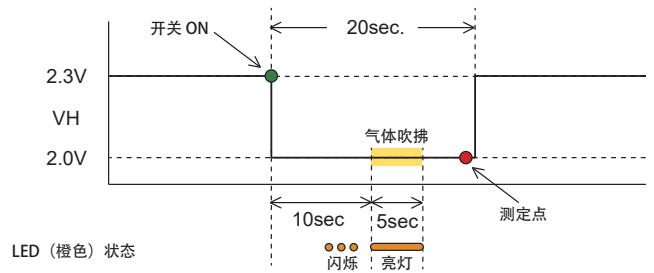 开关 ON
20sec.
2.3V
VH
气体吹拂
2.0V
测定点
10sec
5sec
LED（橙色）状态
闪烁
亮灯